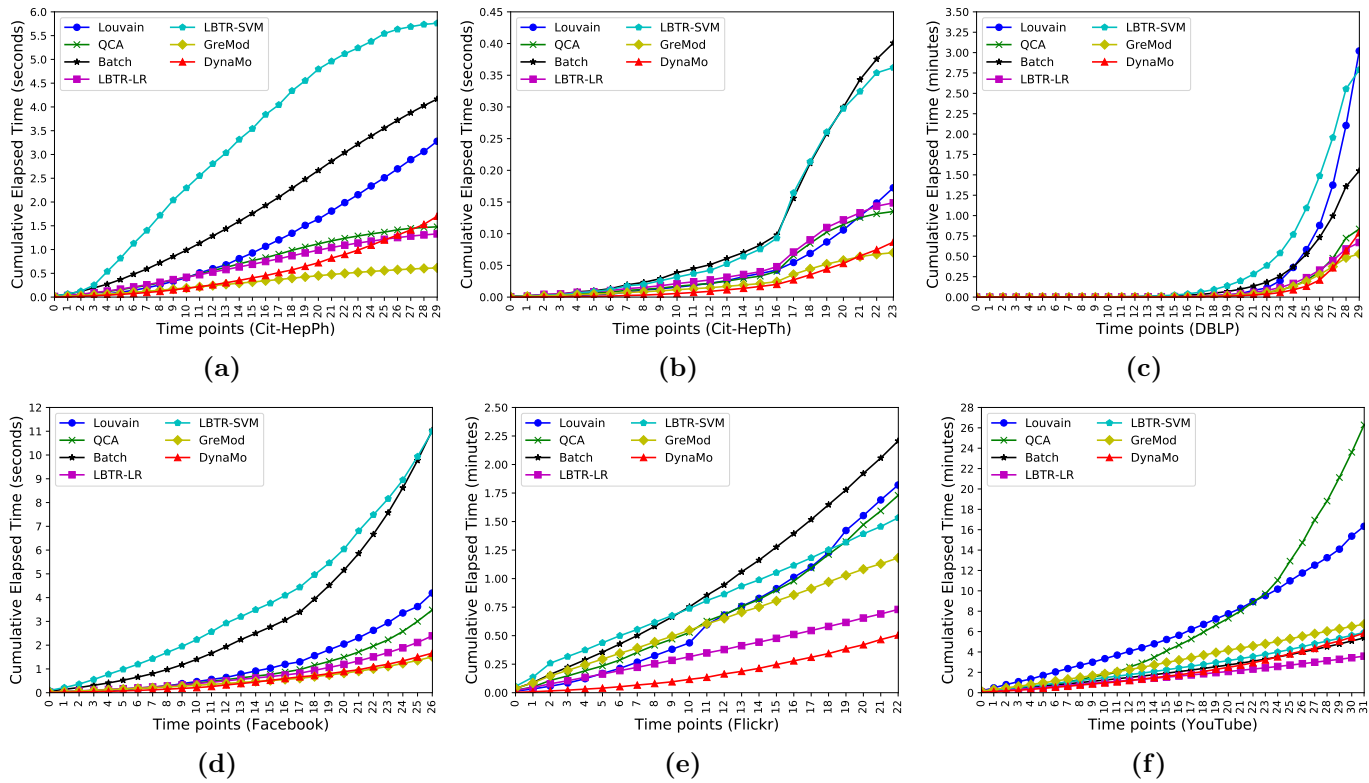 Cumulative Elapsed Time (seconds)
6.0
5.5
5.0
4.5
4.0
3.5
3.0
2.5
2.0
1.5
1.0
0.5
0.0
Louvain
QCA
Batch
LBTR-LR
LBTR-SVM
GreMod
DynaMo
0 1 2 3 4 5 6 7 8 9 10 11 12 13 14 15 16 17 18 19 20 21 22 23 24 25 26 27 28 29
Time points (Cit-HepPh)
(a)
Cumulative Elapsed Time (seconds)
0.45
0.40
0.35
0.30
0.25
0.20
0.15
0.10
0.05
0.00
Louvain
QCA
Batch
LBTR-LR
LBTR-SVM
GreMod
DynaMo
0 1 2 3 4 5 6 7 8 9 10 11 12 13 14 15 16 17 18 19 20 21 22 23
Time points (Cit-HepTh)
(b)
Cumulative Elapsed Time (minutes)
3.50
3.25
3.00
2.75
2.50
2.25
2.00
1.75
1.50
1.25
1.00
0.75
0.50
0.25
0.00
Louvain
QCA
Batch
LBTR-LR
LBTR-SVM
GreMod
DynaMo
0 1 2 3 4 5 6 7 8 9 10 11 12 13 14 15 16 17 18 19 20 21 22 23 24 25 26 27 28 29
Time points (DBLP)
(c)
Cumulative Elapsed Time (seconds)
12
11
10
9
8
7
6
5
4
3
2
1
0
Louvain
QCA
Batch
LBTR-LR
LBTR-SVM
GreMod
DynaMo
0 1 2 3 4 5 6 7 8 9 10 11 12 13 14 15 16 17 18 19 20 21 22 23 24 25 26
Time points (Facebook)
(d)
Cumulative Elapsed Time (minutes)
2.50
2.25
2.00
1.75
1.50
1.25
1.00
0.75
0.50
0.25
0.00
Louvain
QCA
Batch
LBTR-LR
LBTR-SVM
GreMod
DynaMo
0 1 2 3 4 5 6 7 8 9 10 11 12 13 14 15 16 17 18 19 20 21 22
Time points (Flickr)
(e)
Cumulative Elapsed Time (minutes)
28
26
24
22
20
18
16
14
12
10
8
6
4
2
0
Louvain
QCA
Batch
LBTR-LR
LBTR-SVM
GreMod
DynaMo
0 1 2 3 4 5 6 7 8 9 10 11 12 13 14 15 16 17 18 19 20 21 22 23 24 25 26 27 28 29 30 31
Time points (YouTube)
(f)